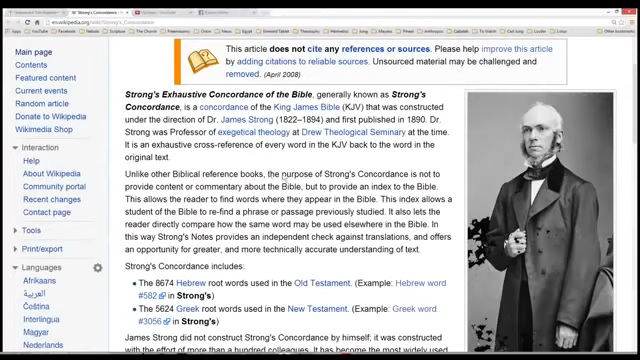 Strong's_Concordance
en.wikipedia.org/wiki/Strong's_Concordance
Main page
Contents
Featured content
Current events
Random article
Donate to Wikipedia
Wikimedia Shop
Interaction
Help
About Wikipedia
Community portal
Recent changes
Contact page
Tools
Print/export
Languages
Afrikaans
العربية
Čeština
Interlingua
Magyar
Nederlands
This article does not cite any references or sources. Please help improve this article
by adding citations to reliable sources. Unsourced material may be challenged and
removed. (April 2008)
Strong's Exhaustive Concordance of the Bible, generally known as Strong's
Concordance, is a concordance of the King James Bible (KJV) that was constructed
under the direction of Dr. James Strong (1822–1894) and first published in 1890. Dr.
Strong was Professor of exegetical theology at Drew Theological Seminary at the time.
It is an exhaustive cross-reference of every word in the KJV back to the word in the
original text.
Unlike other Biblical reference books, the purpose of Strong's Concordance is not to
provide content or commentary about the Bible, but to provide an index to the Bible.
This allows the reader to find words where they appear in the Bible. This index allows a
student of the Bible to re-find a phrase or passage previously studied. It also lets the
reader directly compare how the same word may be used elsewhere in the Bible. In
this way Strong's Notes provides an independent check against translations, and offers
an opportunity for greater, and more technically accurate understanding of text.
Strong's Concordance includes:
The 8674 Hebrew root words used in the Old Testament. (Example: Hebrew word
#582 in Strong's)
The 5624 Greek root words used in the New Testament. (Example: Greek word
#3056 in Strong's)
James Strong did not construct Strong's Concordance by himself; it was constructed
with the effort of more than a hundred colleagues. It has become the most widely used